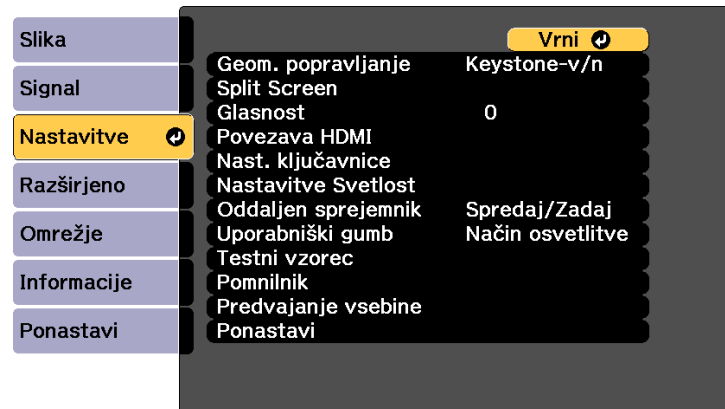 Slika
Signal
Nastavitve
Razširjeno
Omrežje
Informacije
Ponastavi
Vrni
Geom. popravljanje Keystone-v/n
Split Screen
Glasnost 0
Povezava HDMI
Nast. ključavnice
Nastavitve Svetlost
Oddaljen sprejemnik Spredaj/Zadaj
Uporabniški gumb Način osvetlitve
Testni vzorec
Pomnilnik
Predvajanje vsebine
Ponastavi